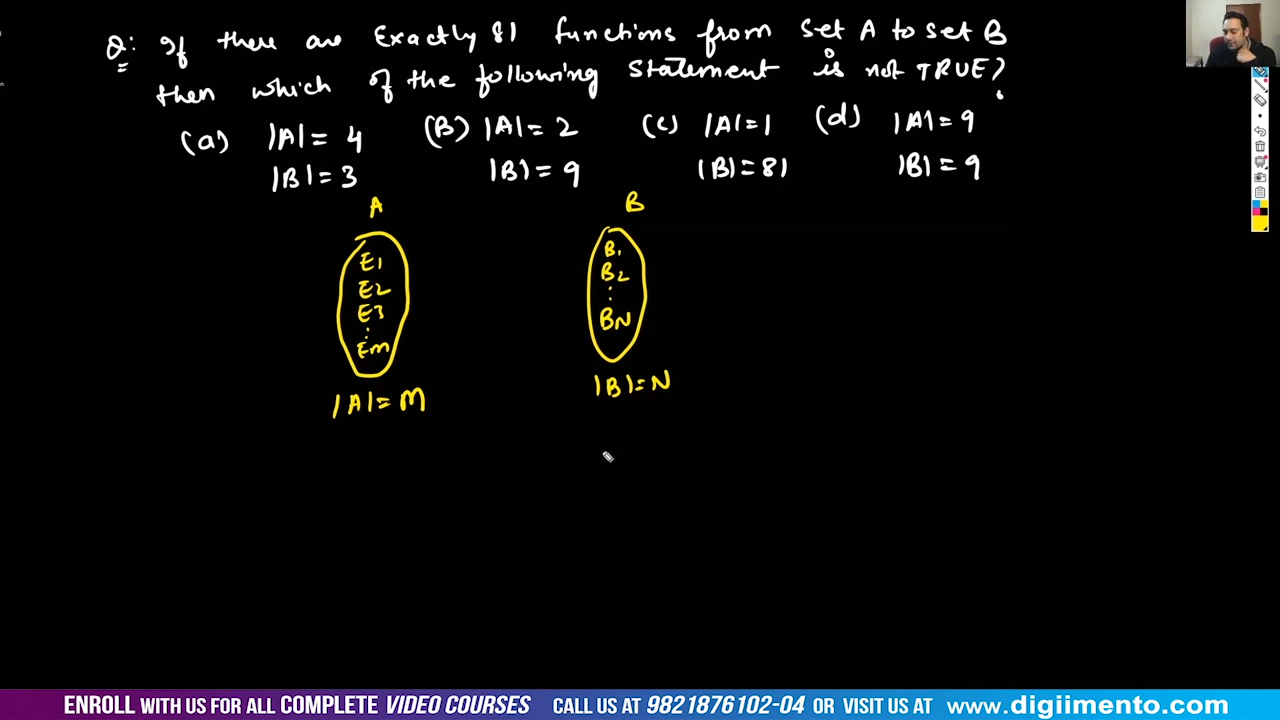 Q: If there are Exactly 81 functions from set A to set B
then which of the following statement is not TRUE?
(a) |A| = 4 (B) |A| = 2 (c) |A| = 1 (d) |A| = 9
|B| = 3 |B| = 9 |B| = 81 |B| = 9
A B
E1 B1
E2 B2
E3 :
: BN
Em
|A| = M |B| = N
ENROLL WITH US FOR ALL COMPLETE VIDEO COURSES CALL US AT 9821876102-04 OR VISIT US AT www.digiimento.com